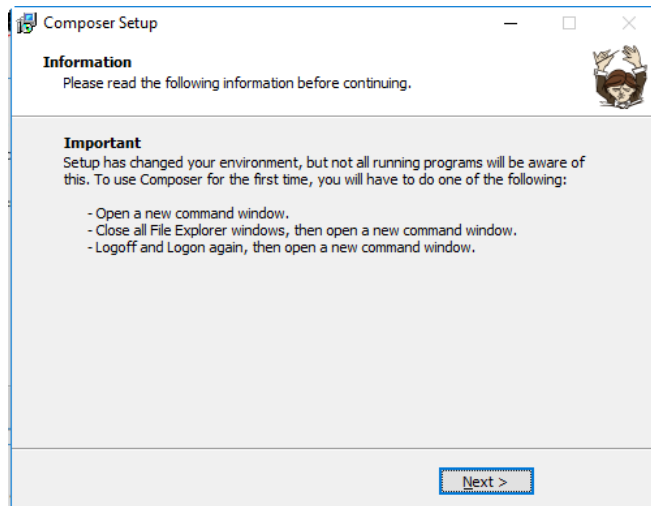 Composer Setup
Information
Please read the following information before continuing.
Important
Setup has changed your environment, but not all running programs will be aware of
this. To use Composer for the first time, you will have to do one of the following:
- Open a new command window.
- Close all File Explorer windows, then open a new command window.
- Logoff and Logon again, then open a new command window.
Next >